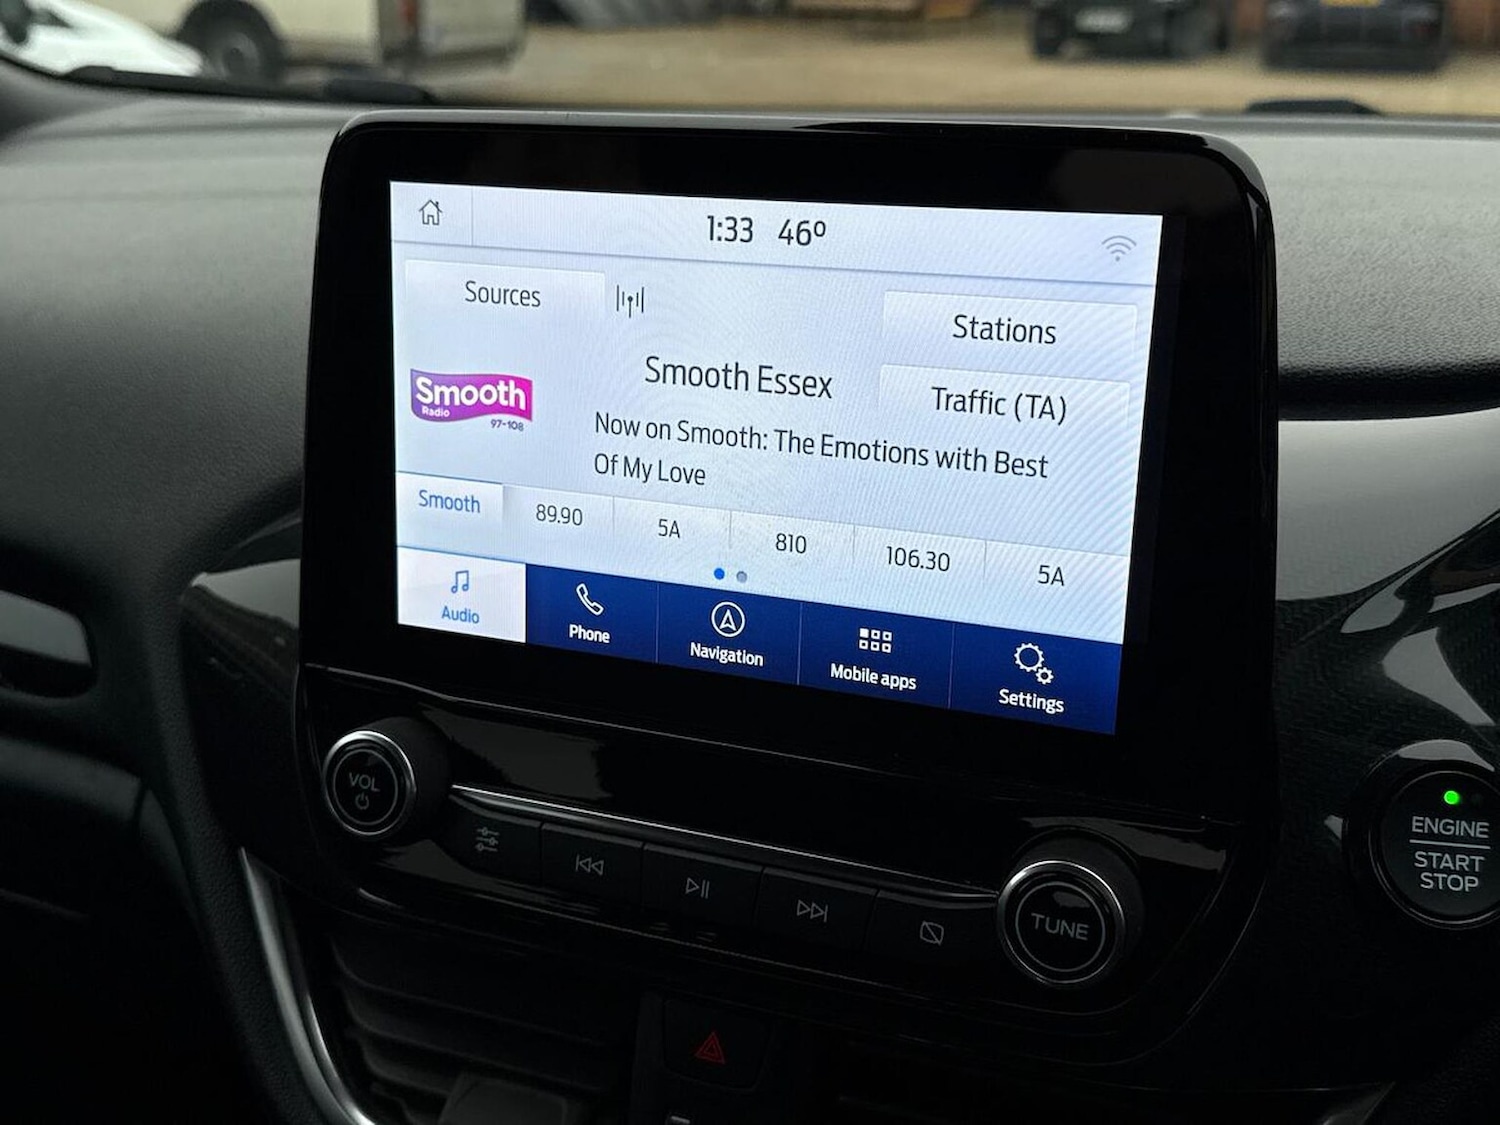 1:33 46º
Sources
Stations
Smooth Essex
Traffic (TA)
Smooth
Radio
97-108
Now on Smooth: The Emotions with Best
Of My Love
Smooth 89.90 5A 810 106.30 5A
Audio Phone Navigation Mobile apps Settings
VOL
TUNE
ENGINE
START
STOP